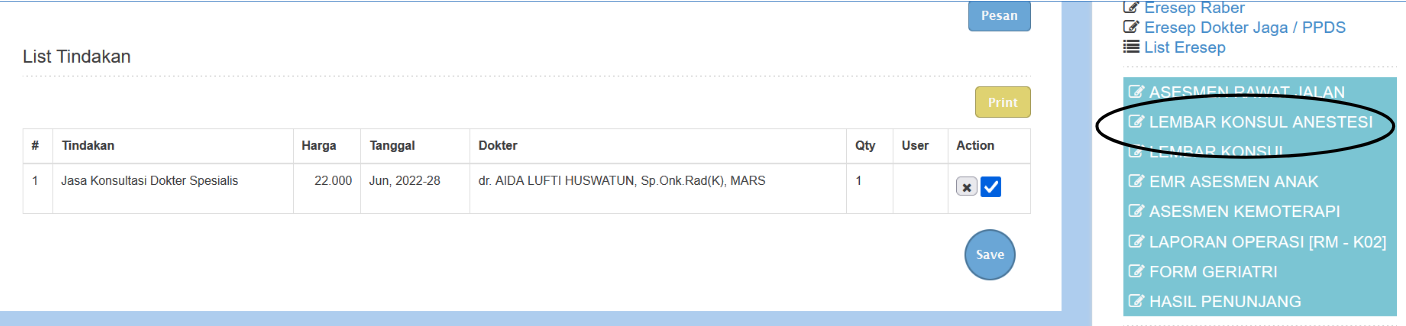 Pesan
List Tindakan
Print
# Tindakan Harga Tanggal Dokter Qty User Action
1 Jasa Konsultasi Dokter Spesialis 22.000 Jun, 2022-28 dr. AIDA LUFTI HUSWATUN, Sp.Onk.Rad(K), MARS 1
Save
Eresep Raber
Eresep Dokter Jaga / PPDS
List Eresep
ASESMEN RAWAT JALAN
LEMBAR KONSUL ANESTESI
LEMBAR KONSUL
EMR ASESMEN ANAK
ASESMEN KEMOTERAPI
LAPORAN OPERASI [RM - K02]
FORM GERIATRI
HASIL PENUNJANG